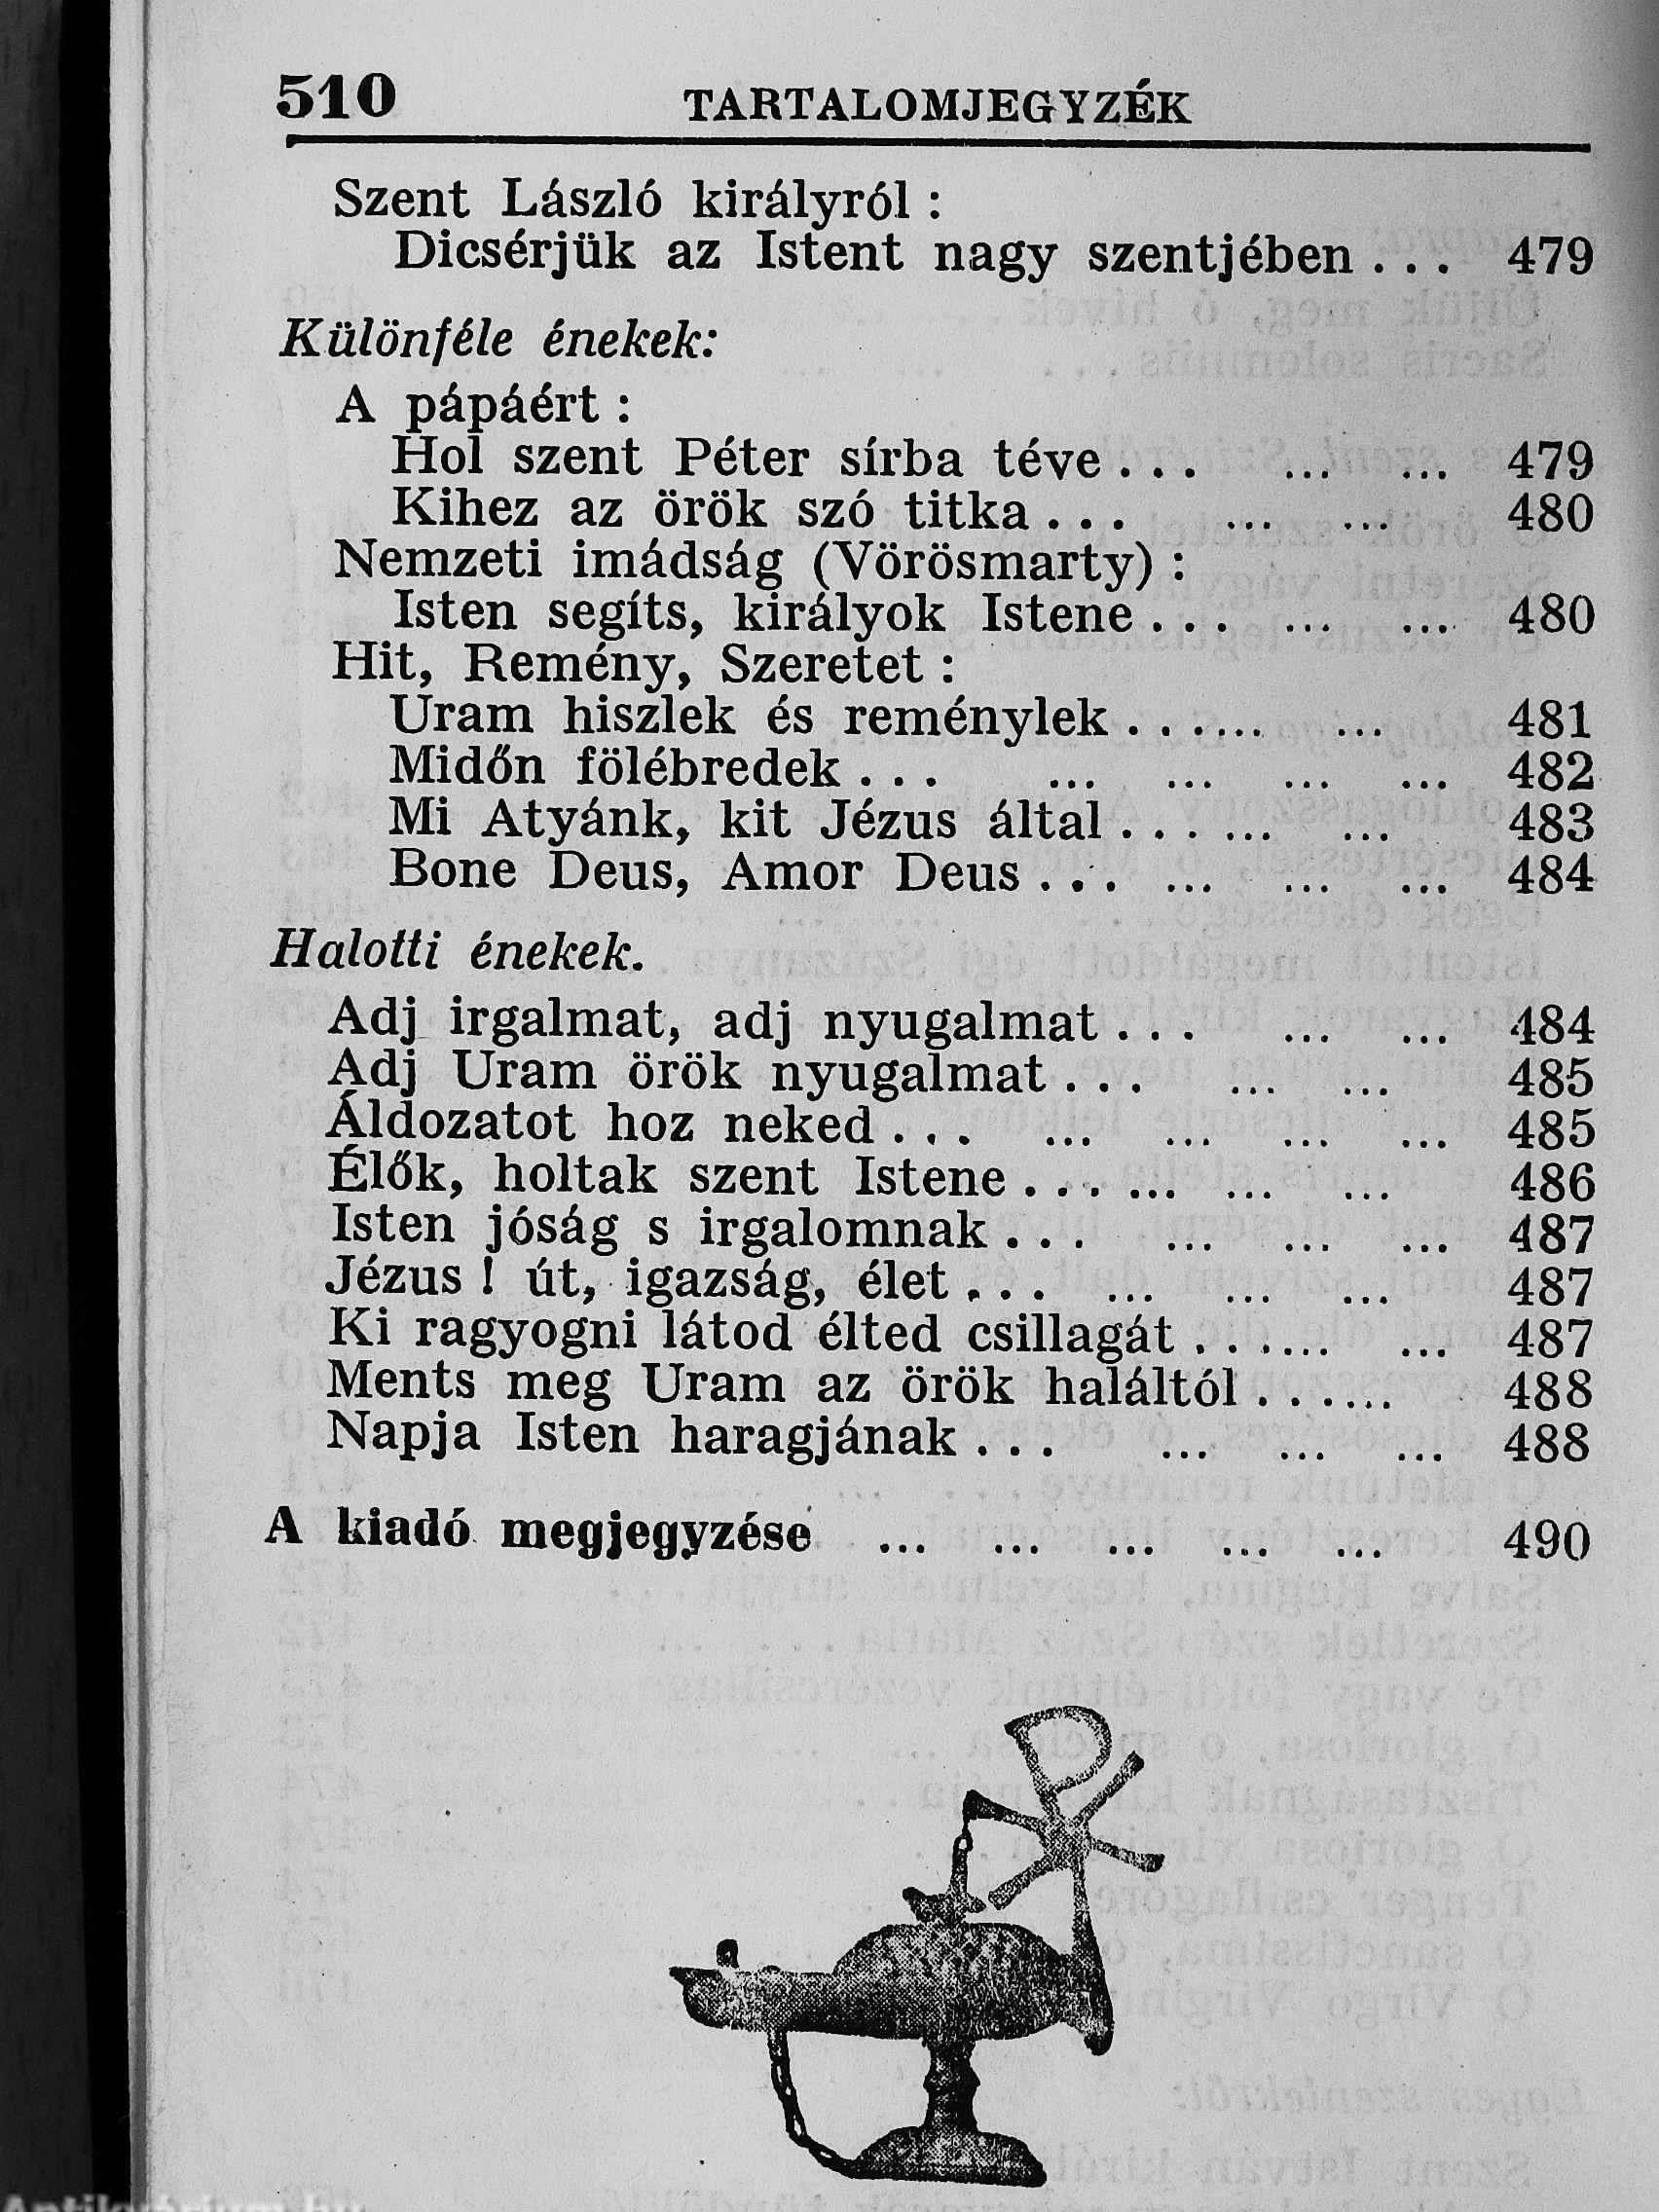 510 TARTALOMJEGYZÉK
Szent László királyról :
Dicsérjük az Istent nagy szentjében . . . 479
Különféle énekek:
A pápáért :
Hol szent Péter sírba téve . . . ... ... 479
Kihez az örök szó titka . . . ... ... 480
Nemzeti imádság (Vörösmarty) :
Isten segíts, királyok Istene . . . ... ... 480
Hit, Remény, Szeretet :
Uram hiszlek és reménylek . . . ... ... 481
Midőn fölébredek . . . ... ... ... ... 482
Mi Atyánk, kit Jézus által . . . ... ... 483
Bone Deus, Amor Deus . . . ... ... ... 484
Halotti énekek.
Adj irgalmat, adj nyugalmat . . . ... ... 484
Adj Uram örök nyugalmat . . . ... ... 485
Áldozatot hoz neked . . . ... ... ... ... 485
Élők, holtak szent Istene . . . ... ... ... 486
Isten jóság s irgalomnak . . . ... ... ... 487
Jézus ! út, igazság, élet . . . ... ... ... 487
Ki ragyogni látod élted csillagát . . . ... ... 487
Ments meg Uram az örök haláltól . . . ... 488
Napja Isten haragjának . . . ... ... ... 488
A kiadó megjegyzése ... ... ... ... ... 490